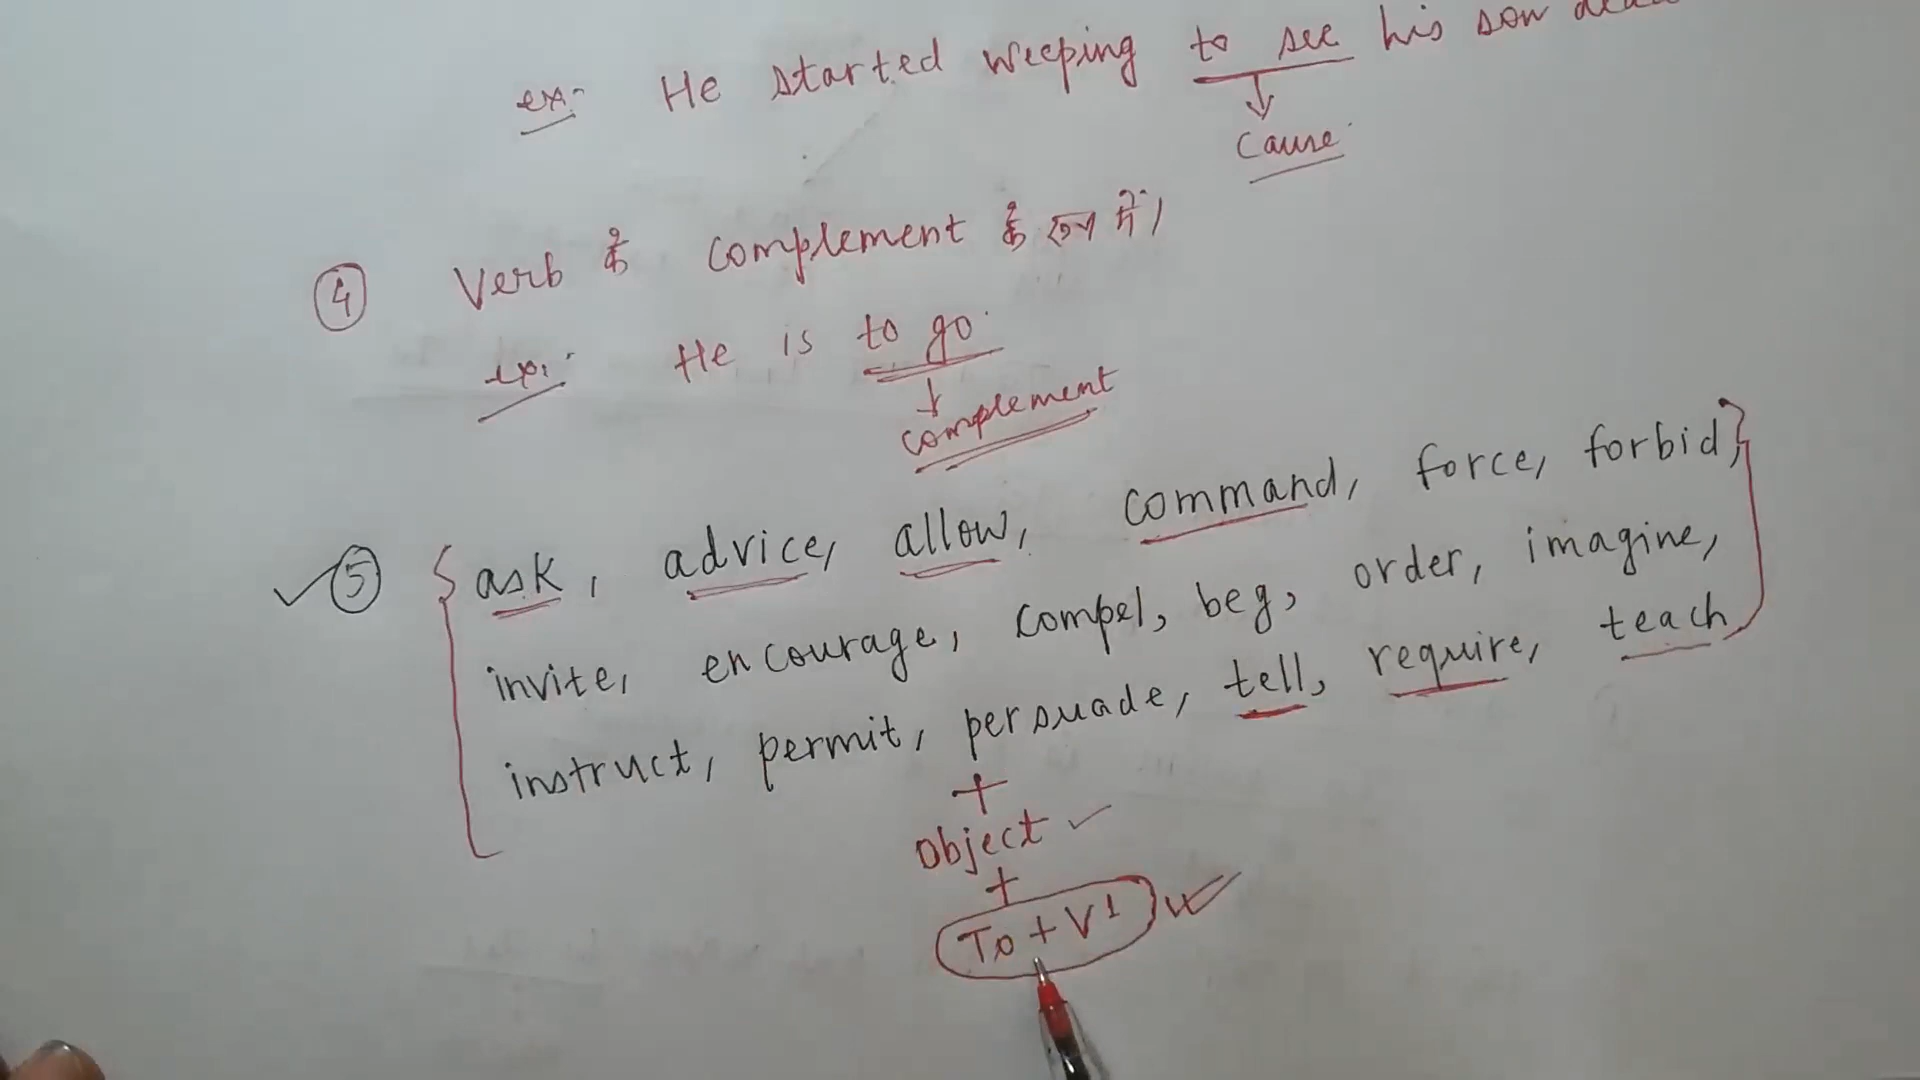 ex:- He started weeping to see his son dead
Cause
④ Verb के complement के रूप में।
ex:- He is to go.
complement
⑤ { ask, advice, allow, command, force, forbid,
invite, encourage, compel, beg, order, imagine,
instruct, permit, persuade, tell, require, teach }
+
Object ✓
+
To + V¹